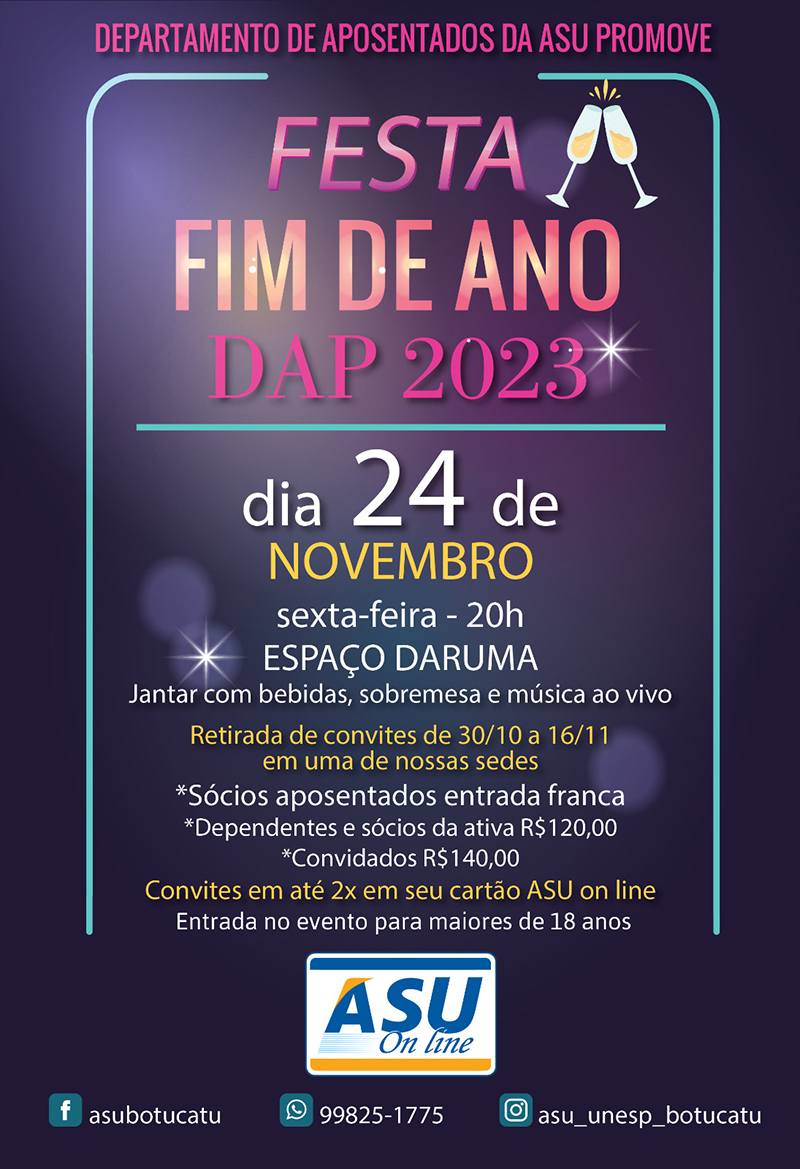 DEPARTAMENTO DE APOSENTADOS DA ASU PROMOVE
FESTA
FIM DE ANO
DAP 2023
dia 24 de
NOVEMBRO
sexta-feira - 20h
ESPAÇO DARUMA
Jantar com bebidas, sobremesa e música ao vivo
Retirada de convites de 30/10 a 16/11
em uma de nossas sedes
*Sócios aposentados entrada franca
*Dependentes e sócios da ativa R$120,00
*Convidados R$140,00
Convites em até 2x em seu cartão ASU on line
Entrada no evento para maiores de 18 anos
ASU
On line
asubotucatu
99825-1775
asu_unesp_botucatu